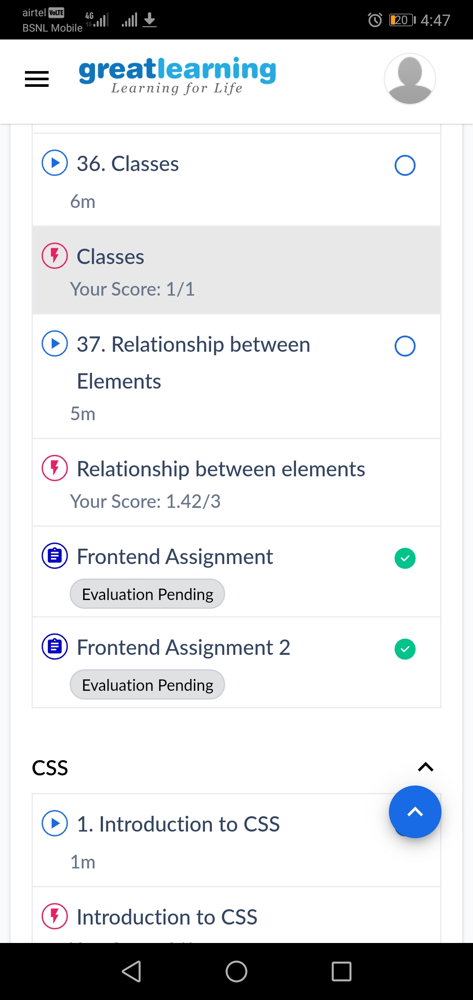 airtel VoLTE
BSNL Mobile
4G
20
4:47
greatlearning
Learning for Life
36. Classes
6m
Classes
Your Score: 1/1
37. Relationship between
Elements
5m
Relationship between elements
Your Score: 1.42/3
Frontend Assignment
Evaluation Pending
Frontend Assignment 2
Evaluation Pending
CSS
1. Introduction to CSS
1m
Introduction to CSS